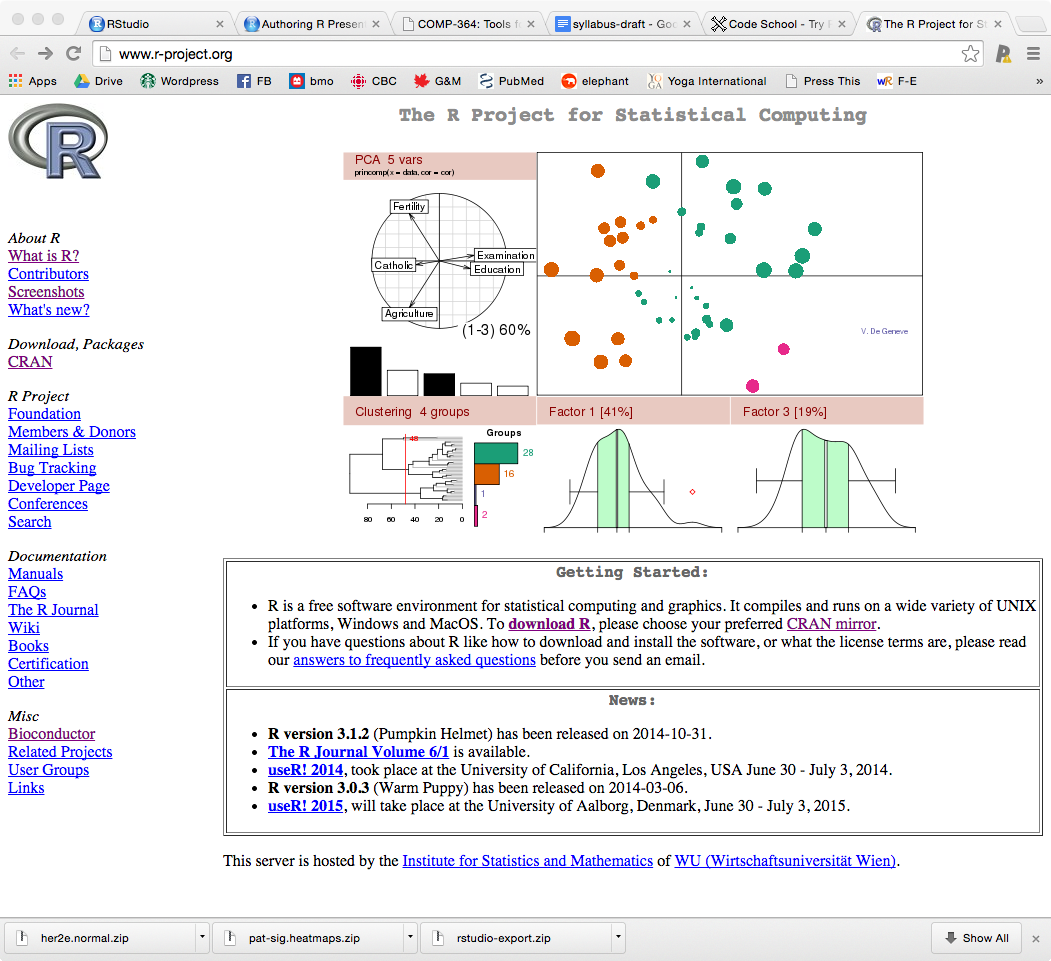 RStudio
Authoring R Presen
COMP-364: Tools fo
syllabus-draft - Goo
Code School - Try R
The R Project for St
www.r-project.org
Apps Drive Wordpress FB bmo CBC G&M PubMed elephant Yoga International Press This F-E »
R
The R Project for Statistical Computing
PCA 5 vars
princomp(x = data, cor = cor)
Fertility
Examination
Catholic
Education
Agriculture
(1-3) 60%
V. De Geneve
Clustering 4 groups
Factor 1 [41%]
Factor 3 [19%]
Groups
48
28
16
1
2
80 60 40 20 0
About R
What is R?
Contributors
Screenshots
What's new?
Download, Packages
CRAN
R Project
Foundation
Members & Donors
Mailing Lists
Bug Tracking
Developer Page
Conferences
Search
Documentation
Manuals
FAQs
The R Journal
Wiki
Books
Certification
Other
Misc
Bioconductor
Related Projects
User Groups
Links
Getting Started:
• R is a free software environment for statistical computing and graphics. It compiles and runs on a wide variety of UNIX
platforms, Windows and MacOS. To download R, please choose your preferred CRAN mirror.
• If you have questions about R like how to download and install the software, or what the license terms are, please read
our answers to frequently asked questions before you send an email.
News:
• R version 3.1.2 (Pumpkin Helmet) has been released on 2014-10-31.
• The R Journal Volume 6/1 is available.
• useR! 2014, took place at the University of California, Los Angeles, USA June 30 - July 3, 2014.
• R version 3.0.3 (Warm Puppy) has been released on 2014-03-06.
• useR! 2015, will take place at the University of Aalborg, Denmark, June 30 - July 3, 2015.
This server is hosted by the Institute for Statistics and Mathematics of WU (Wirtschaftsuniversität Wien).
her2e.normal.zip
pat-sig.heatmaps.zip
rstudio-export.zip
Show All